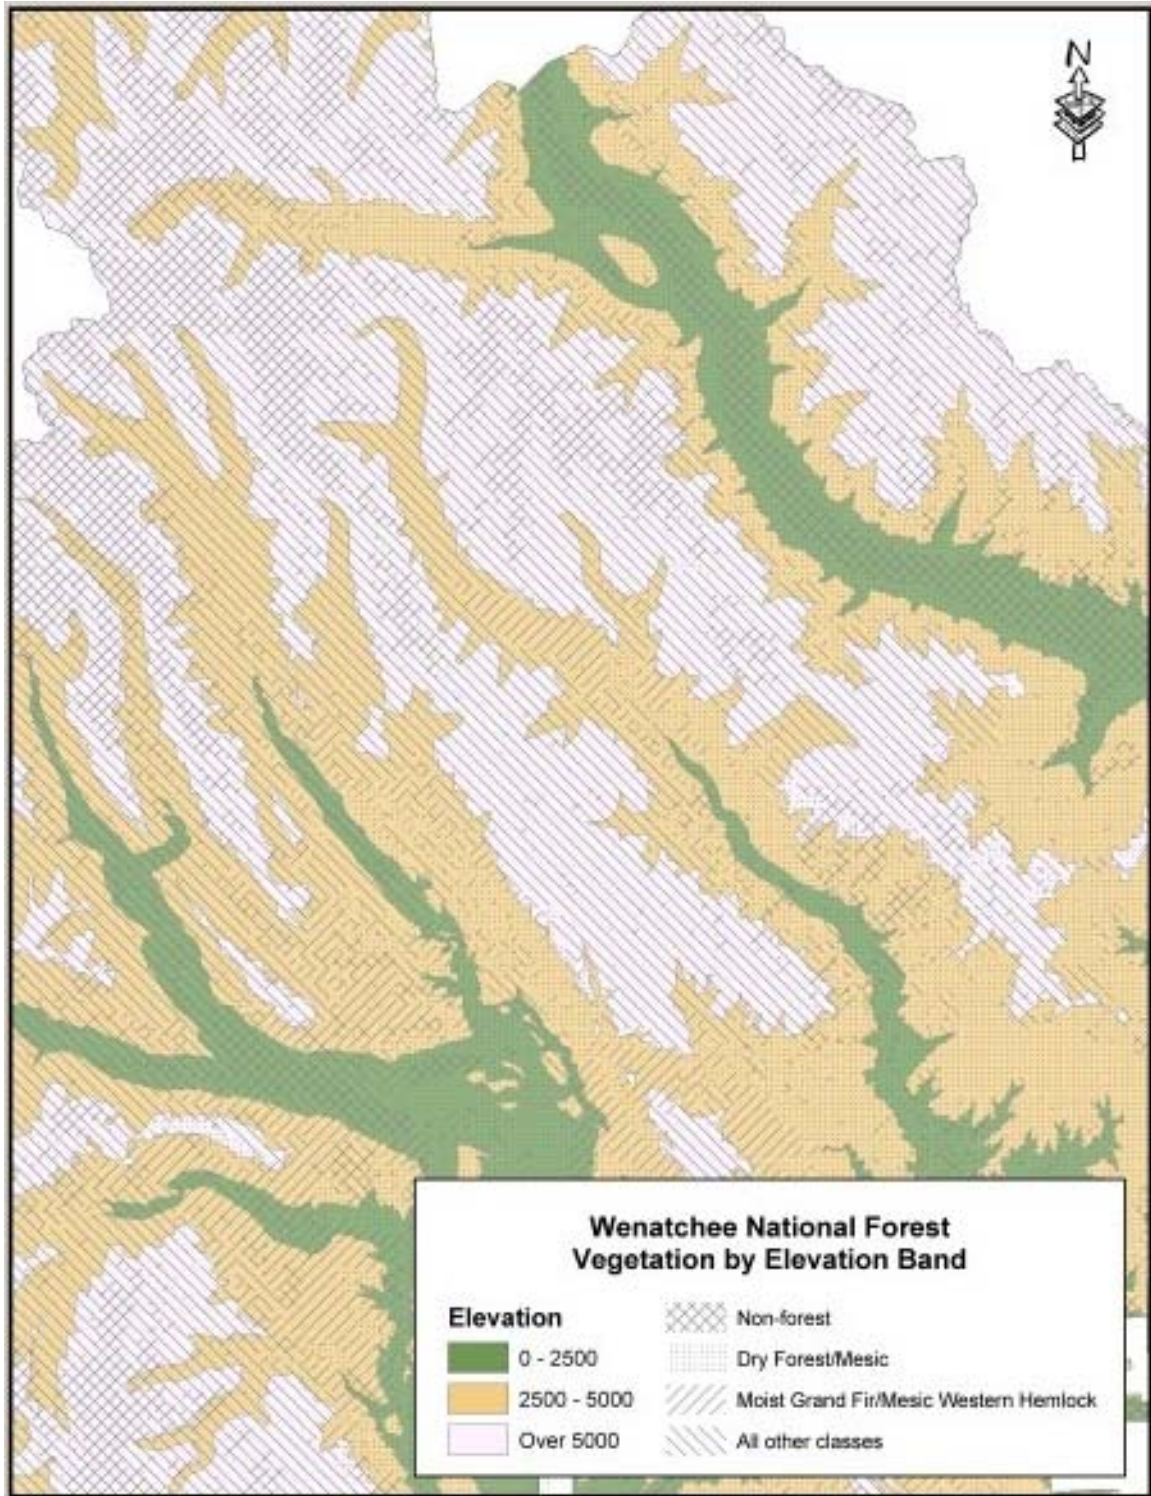 N
Wenatchee National Forest
Vegetation by Elevation Band
Elevation
0 - 2500
2500 - 5000
Over 5000
Non-forest
Dry Forest/Mesic
Moist Grand Fir/Mesic Western Hemlock
All other classes